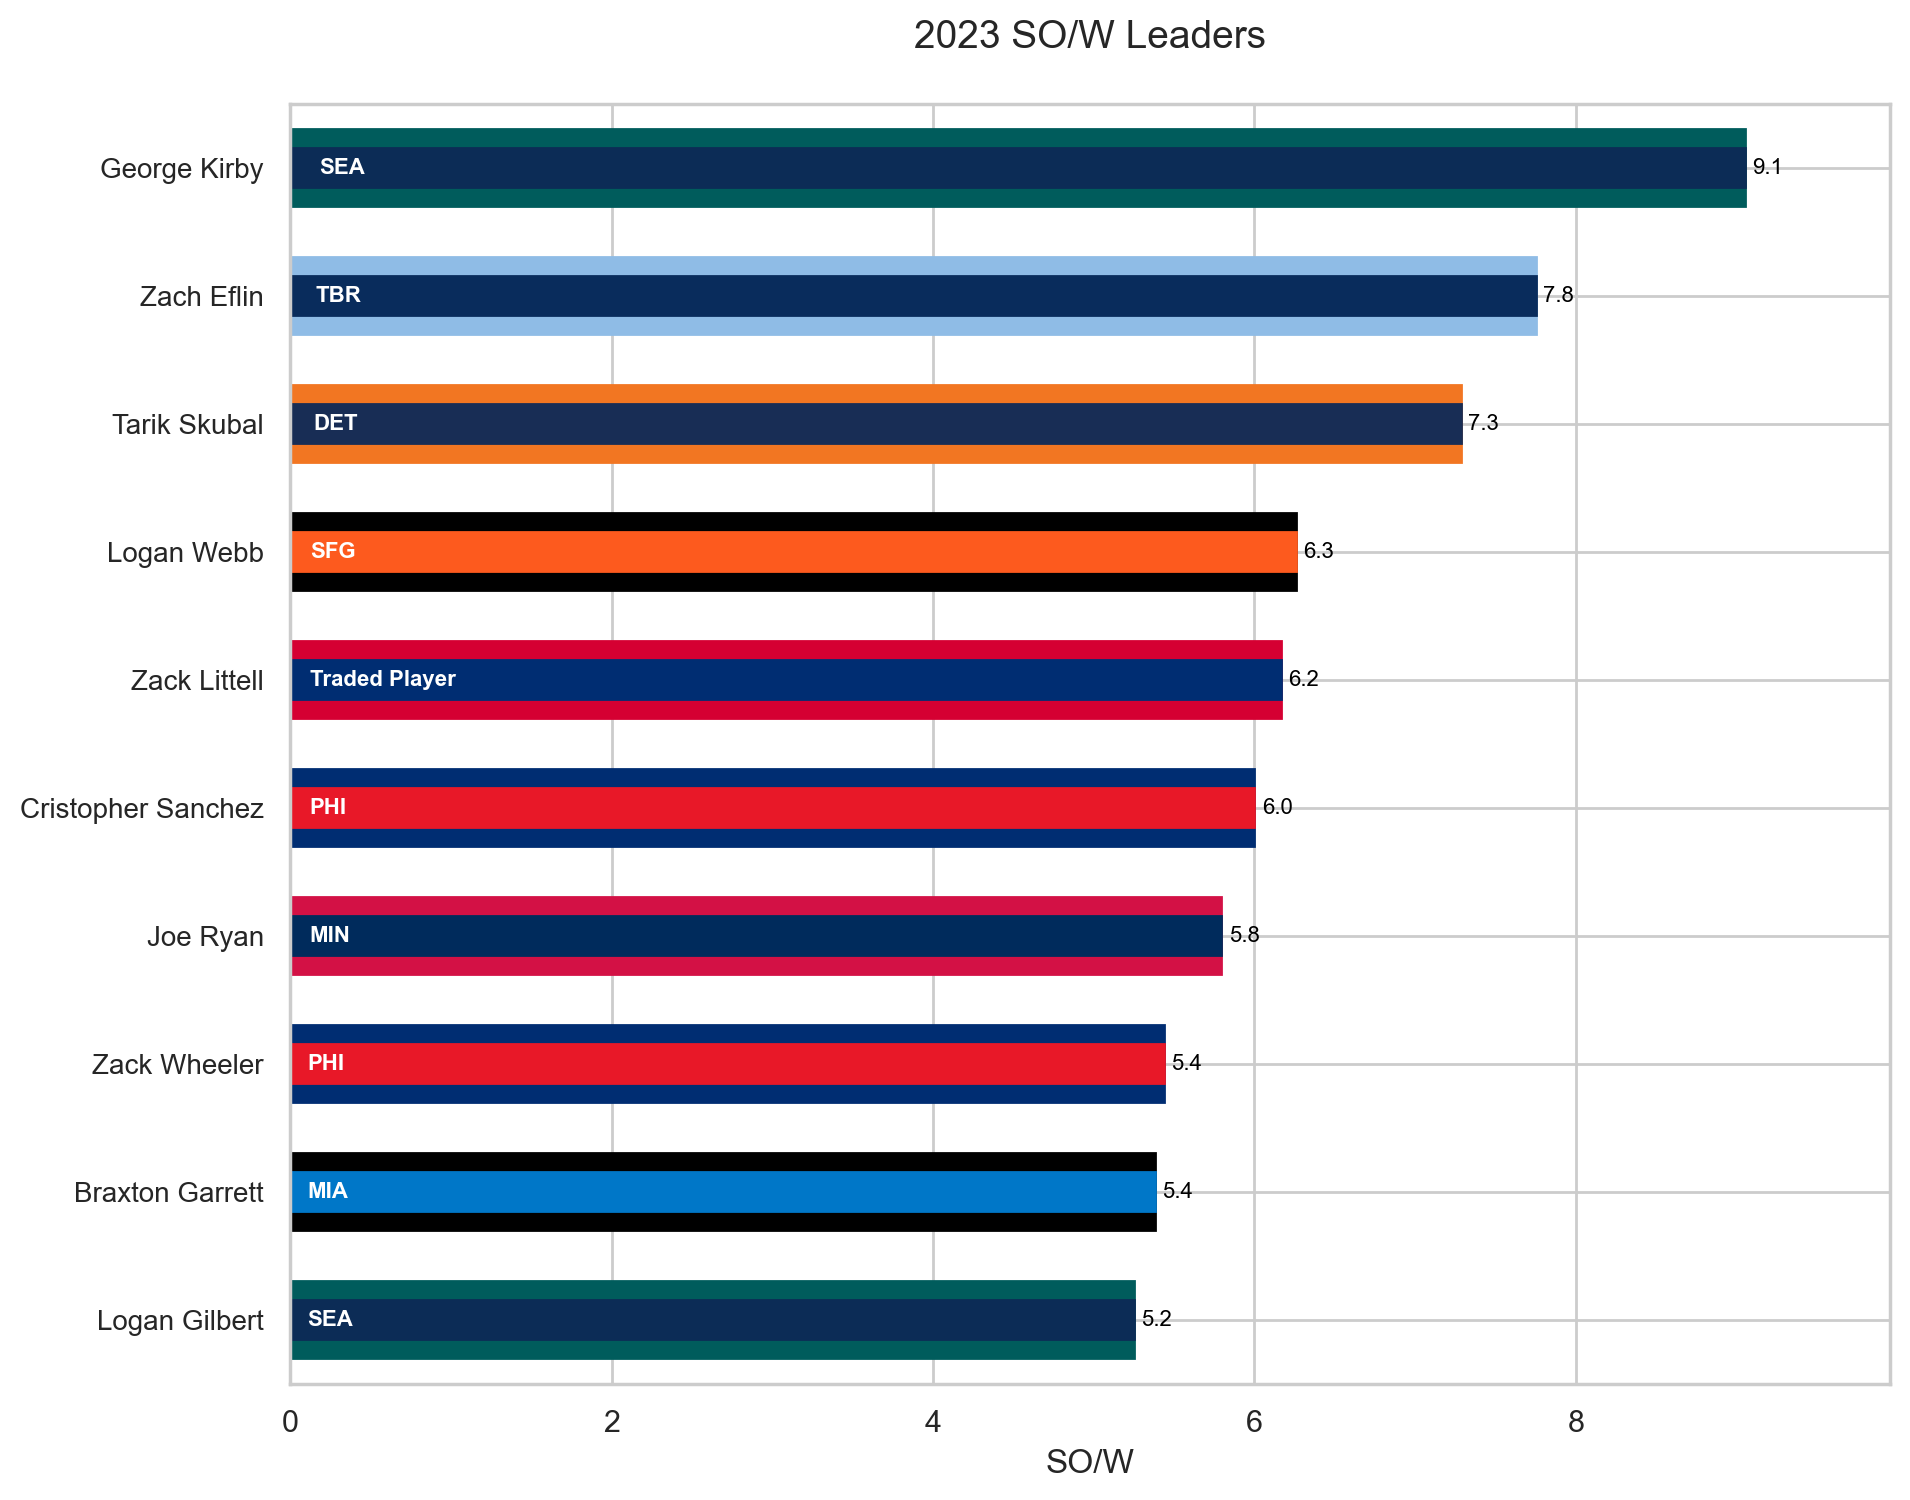 2023 SO/W Leaders
George Kirby SEA 9.1
Zach Eflin TBR 7.8
Tarik Skubal DET 7.3
Logan Webb SFG 6.3
Zack Littell Traded Player 6.2
Cristopher Sanchez PHI 6.0
Joe Ryan MIN 5.8
Zack Wheeler PHI 5.4
Braxton Garrett MIA 5.4
Logan Gilbert SEA 5.2
0 2 4 6 8
SO/W